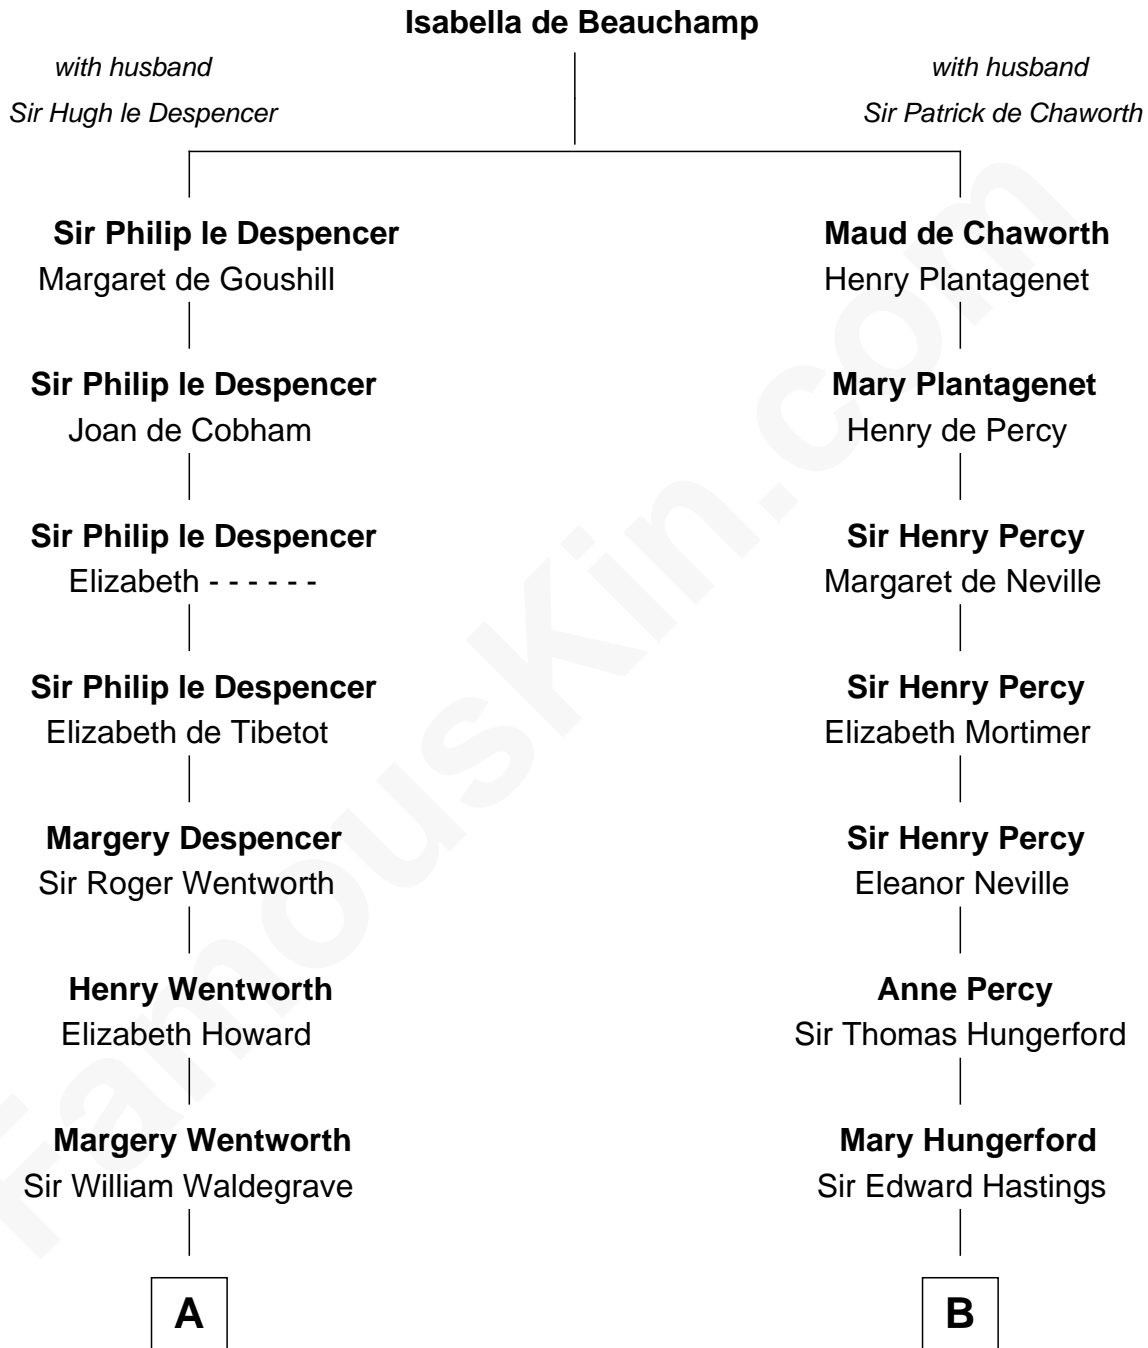 Isabella de Beauchamp
with husband
Sir Hugh le Despencer
with husband
Sir Patrick de Chaworth
Sir Philip le Despencer
Margaret de Goushill
Maud de Chaworth
Henry Plantagenet
Sir Philip le Despencer
Joan de Cobham
Mary Plantagenet
Henry de Percy
Sir Philip le Despencer
Elizabeth - - - - - -
Sir Henry Percy
Margaret de Neville
Sir Philip le Despencer
Elizabeth de Tibetot
Sir Henry Percy
Elizabeth Mortimer
Margery Despencer
Sir Roger Wentworth
Sir Henry Percy
Eleanor Neville
Henry Wentworth
Elizabeth Howard
Anne Percy
Sir Thomas Hungerford
Margery Wentworth
Sir William Waldegrave
Mary Hungerford
Sir Edward Hastings
A
B
FamousKin.com